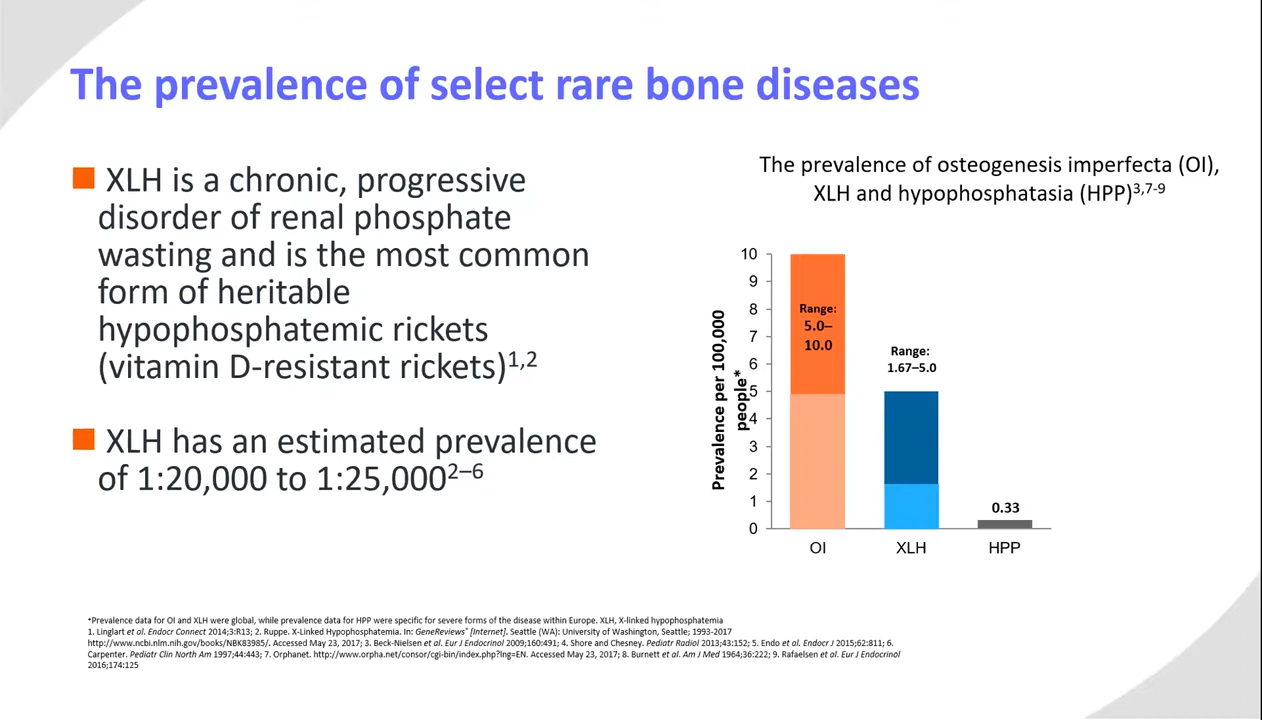 The prevalence of select rare bone diseases
XLH is a chronic, progressive
disorder of renal phosphate
wasting and is the most common
form of heritable
hypophosphatemic rickets
(vitamin D-resistant rickets)1,2
XLH has an estimated prevalence
of 1:20,000 to 1:25,0002–6
The prevalence of osteogenesis imperfecta (OI),
XLH and hypophosphatasia (HPP)3,7-9
Prevalence per 100,000
people*
10
9
8
7
6
5
4
3
2
1
0
Range:
5.0–
10.0
Range:
1.67–5.0
0.33
OI
XLH
HPP
*Prevalence data for OI and XLH were global, while prevalence data for HPP were specific for severe forms of the disease within Europe. XLH, X-linked hypophosphatemia
1. Linglart et al. Endocr Connect 2014;3:R13; 2. Ruppe. X-Linked Hypophosphatemia. In: GeneReviews® [Internet]. Seattle (WA): University of Washington, Seattle; 1993-2017
http://www.ncbi.nlm.nih.gov/books/NBK83985/. Accessed May 23, 2017; 3. Beck-Nielsen et al. Eur J Endocrinol 2009;160:491; 4. Shore and Chesney. Pediatr Radiol 2013;43:152; 5. Endo et al. Endocr J 2015;62:811; 6.
Carpenter. Pediatr Clin North Am 1997;44:443; 7. Orphanet. http://www.orpha.net/consor/cgi-bin/index.php?lng=EN. Accessed May 23, 2017; 8. Burnett et al. Am J Med 1964;36:222; 9. Rafaelsen et al. Eur J Endocrinol
2016;174:125